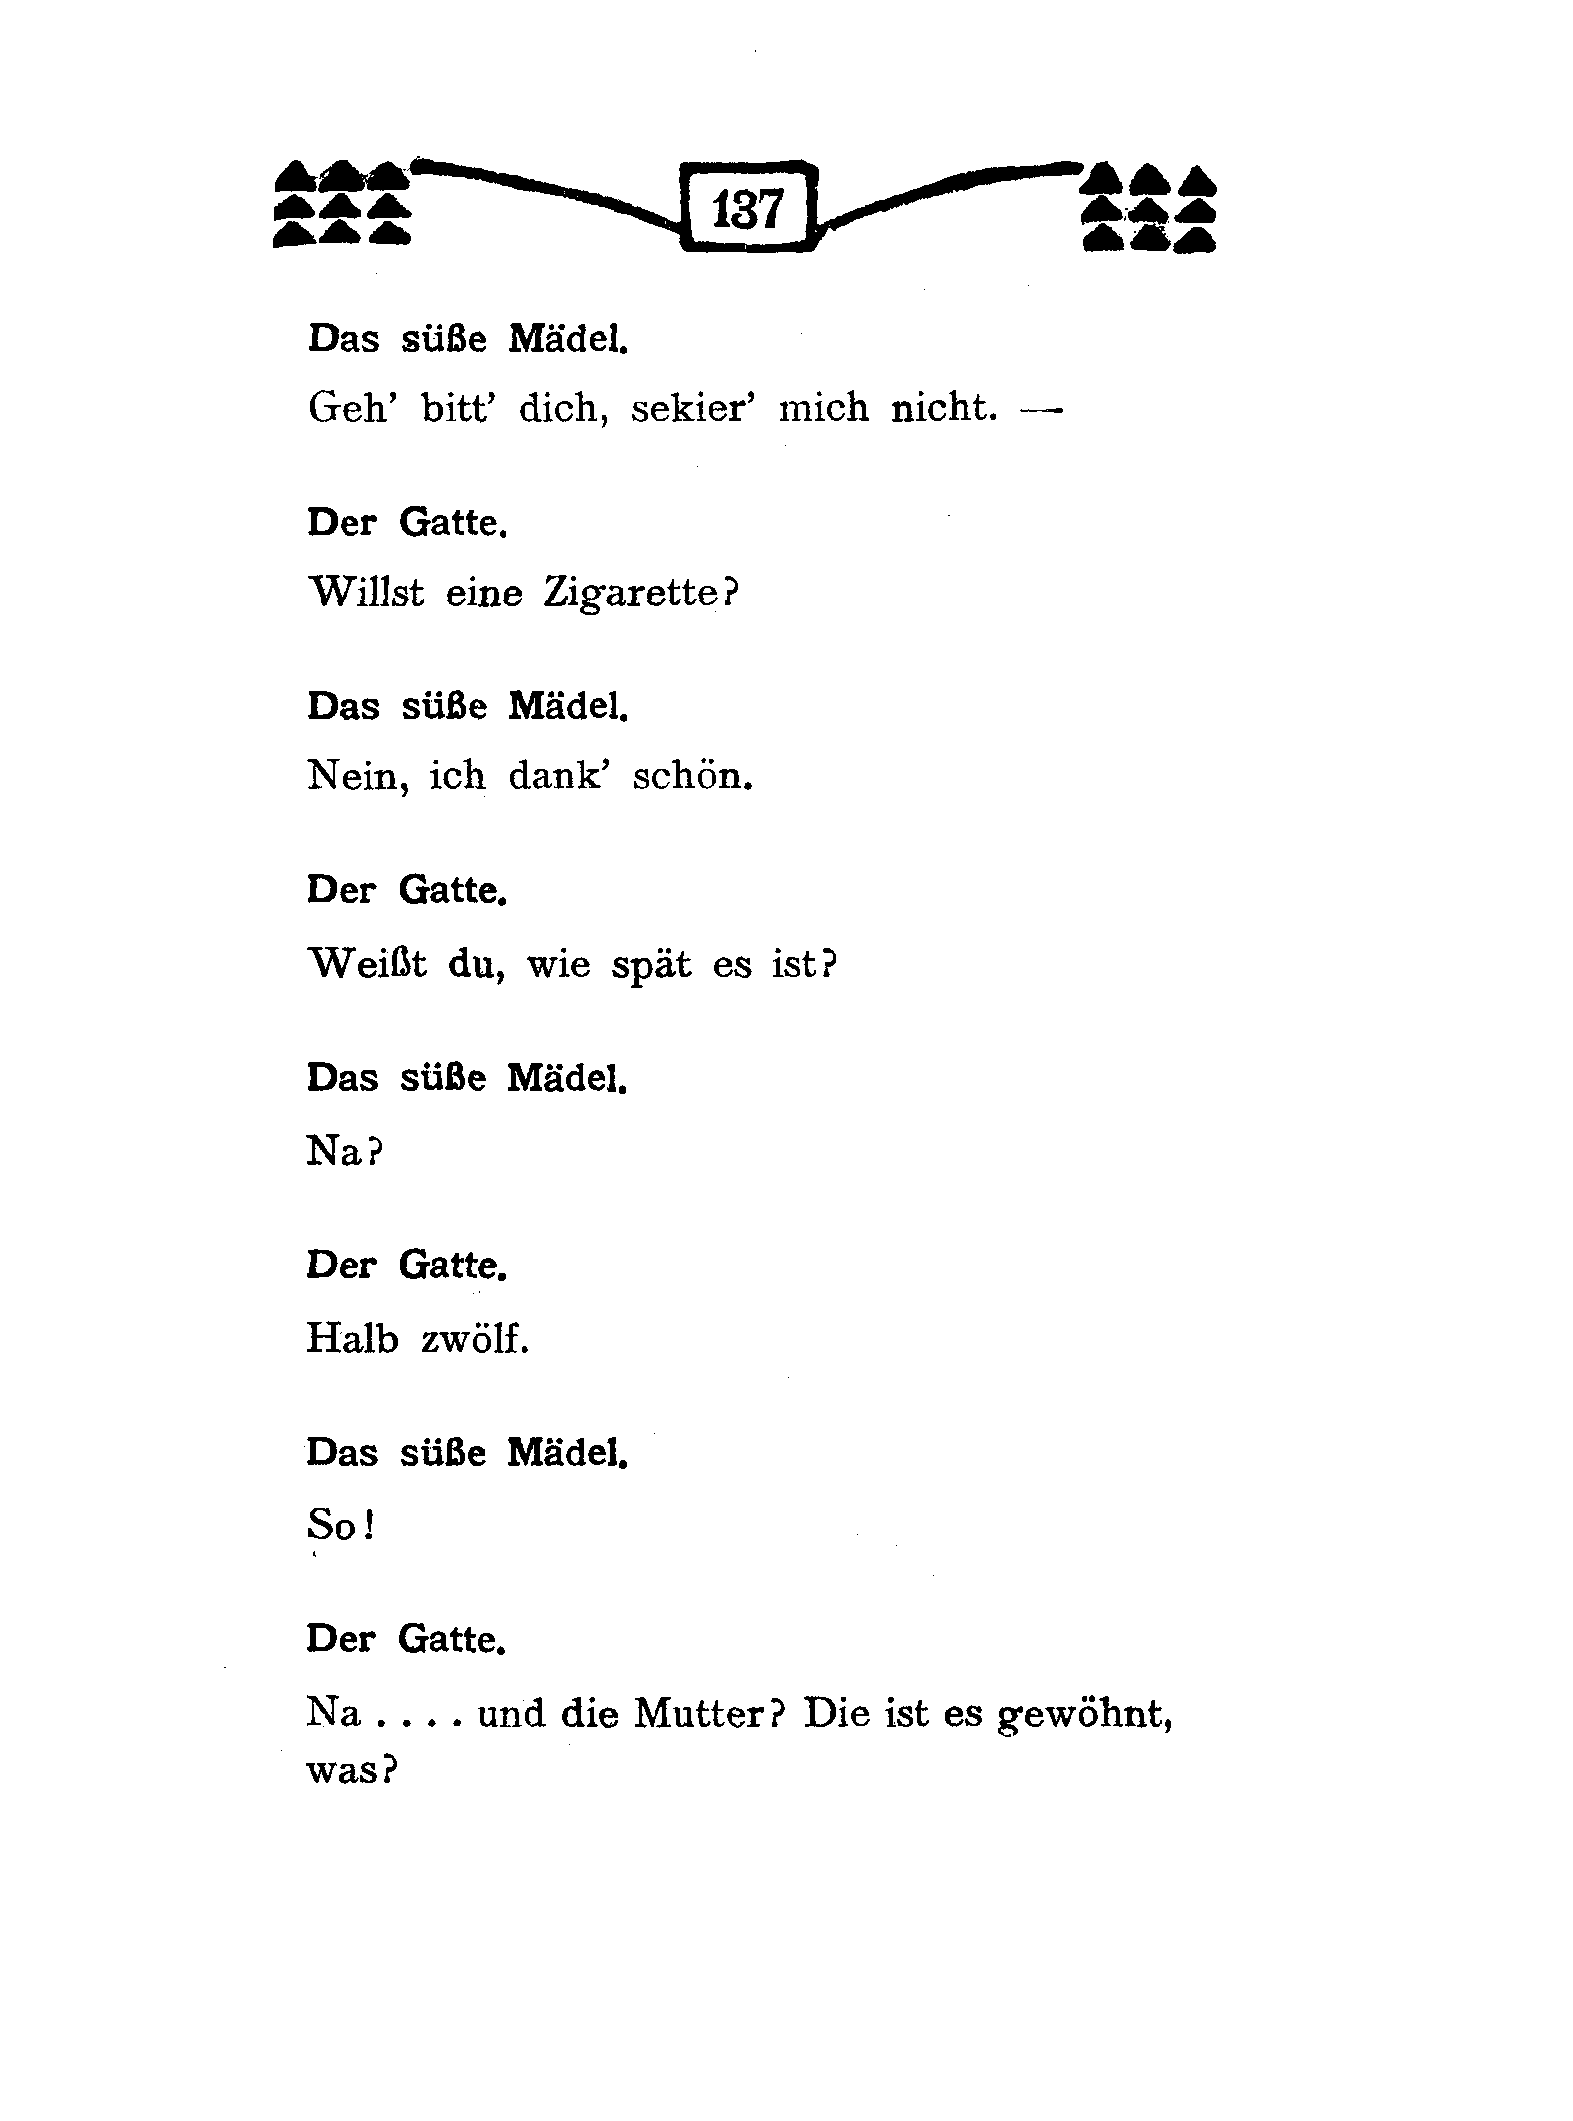 137
Das süße Mädel.
Geh’ bitt’ dich, sekier’ mich nicht. —
Der Gatte.
Willst eine Zigarette?
Das süße Mädel.
Nein, ich dank’ schön.
Der Gatte.
Weißt du, wie spät es ist?
Das süße Mädel.
Na?
Der Gatte.
Halb zwölf.
Das süße Mädel.
So!
Der Gatte.
Na . . . . und die Mutter? Die ist es gewöhnt,
was?